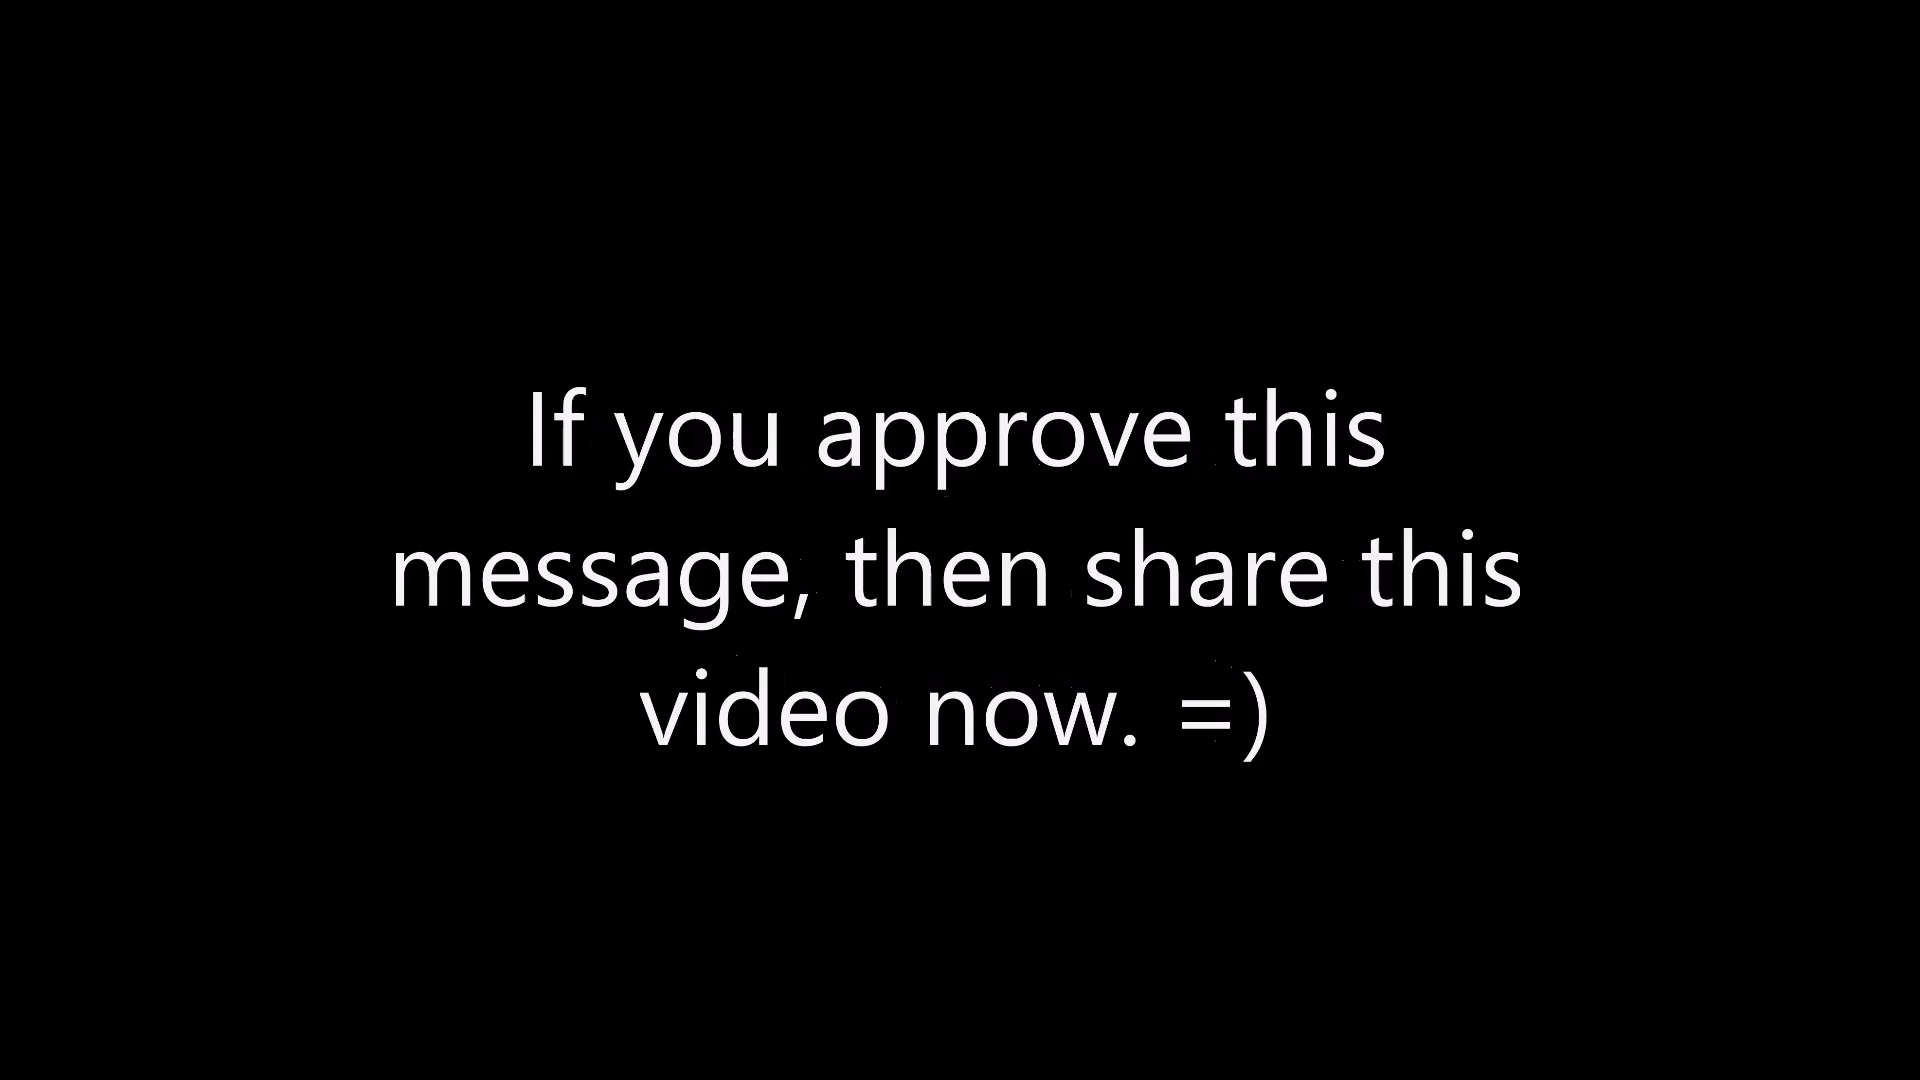 If you approve this
message, then share this
video now. =)